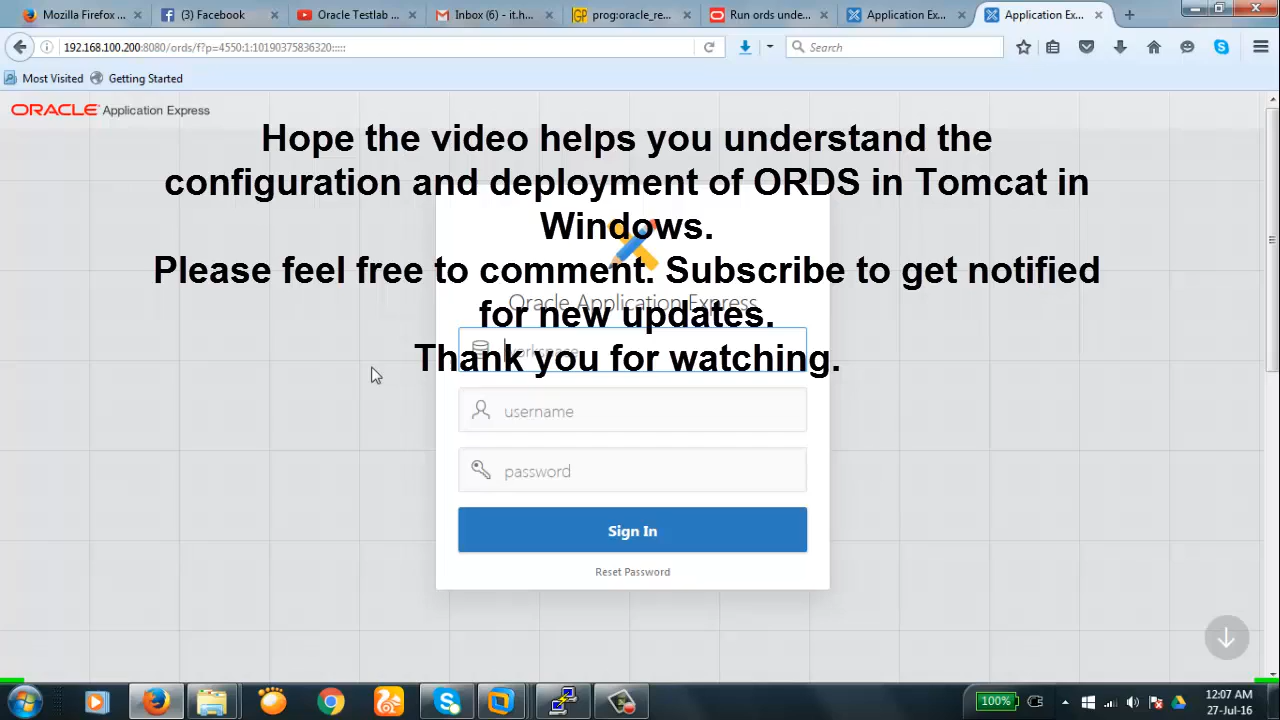 Mozilla Firefox ...
(3) Facebook
Oracle Testlab ...
Inbox (6) - it.h...
prog:oracle_re...
Run ords unde...
Application Ex...
Application Ex...
192.168.100.200:8080/ords/f?p=4550:1:10190375836320:::::
Search
Most Visited
Getting Started
ORACLE Application Express
Hope the video helps you understand the
configuration and deployment of ORDS in Tomcat in
Windows.
Please feel free to comment. Subscribe to get notified
Oracle Application Express
for new updates.
workspace
Thank you for watching.
username
password
Sign In
Reset Password
100%
12:07 AM
27-Jul-16